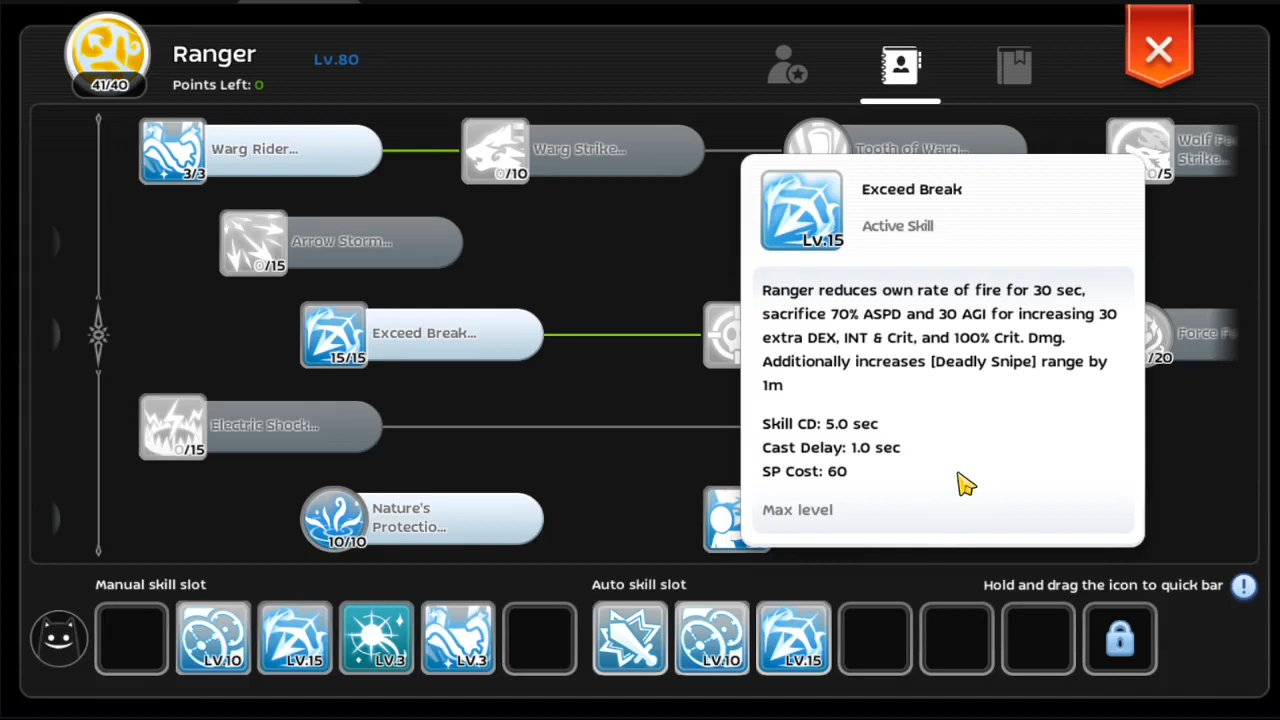 Ranger
Lv.80
41/40
Points Left: 0
Warg Rider...
3/3
Warg Strike...
0/10
Tooth of Warg...
Wolf
Strike...
0/5
Arrow Storm...
0/15
Exceed Break...
15/15
/20
Electric Shock...
0/15
Nature's
Protectio...
10/10
Exceed Break
Active Skill
Lv.15
Ranger reduces own rate of fire for 30 sec,
sacrifice 70% ASPD and 30 AGI for increasing 30
extra DEX, INT & Crit, and 100% Crit. Dmg.
Additionally increases [Deadly Snipe] range by
1m
Skill CD: 5.0 sec
Cast Delay: 1.0 sec
SP Cost: 60
Max level
Manual skill slot
Auto skill slot
Hold and drag the icon to quick bar
Lv.10
Lv.15
Lv.3
Lv.3
Lv.10
Lv.15